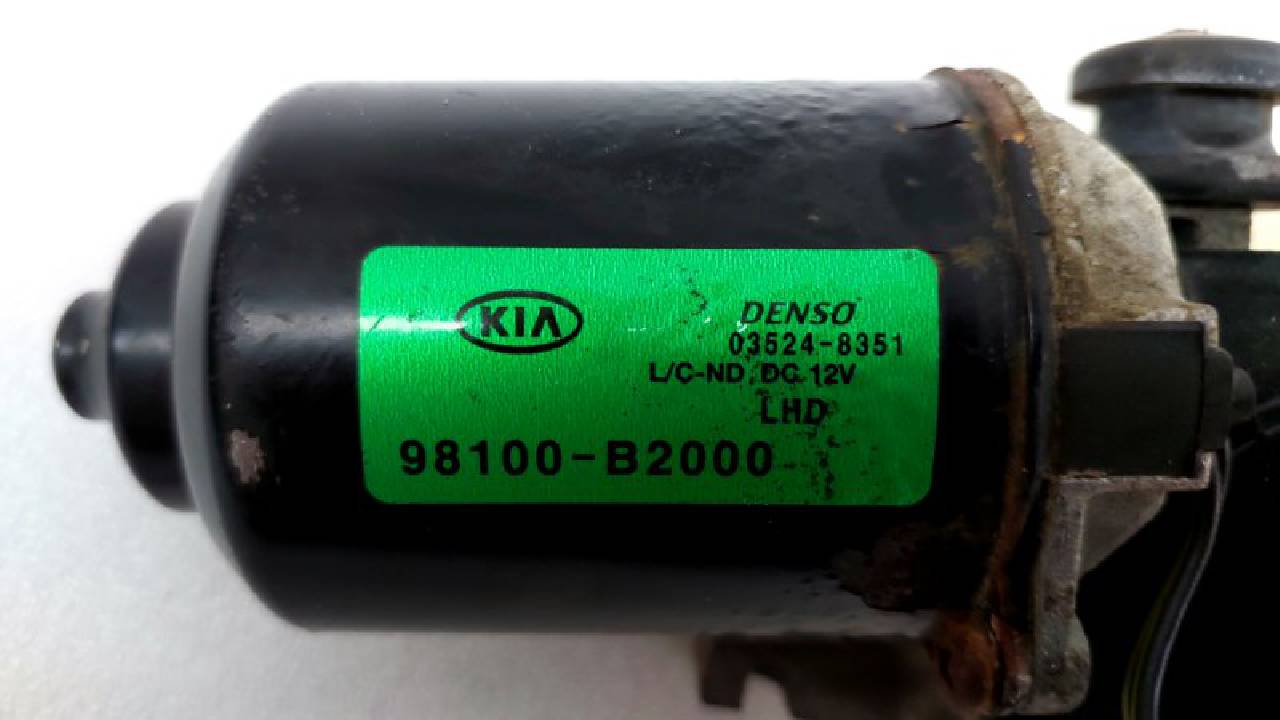 KIA
DENSO
03524-8351
L/C-ND DC 12V
LHD
98100-B2000